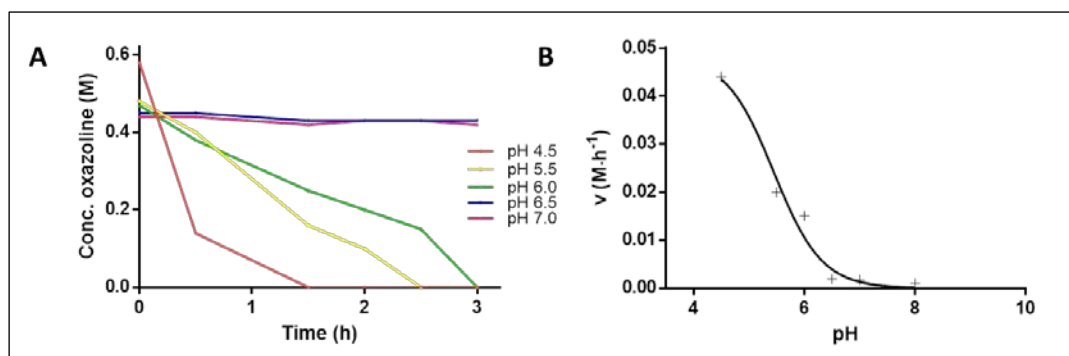 A
Conc. oxazoline (M)
0.6
0.4
0.2
0.0
0
1
2
3
Time (h)
pH 4.5
pH 5.5
pH 6.0
pH 6.5
pH 7.0
B
v (M·h⁻¹)
0.05
0.04
0.03
0.02
0.01
0.00
4
6
8
10
pH